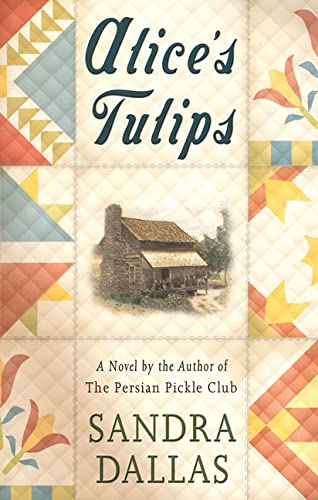 Alice's
Tulips
A Novel by the Author of
The Persian Pickle Club
SANDRA
DALLAS